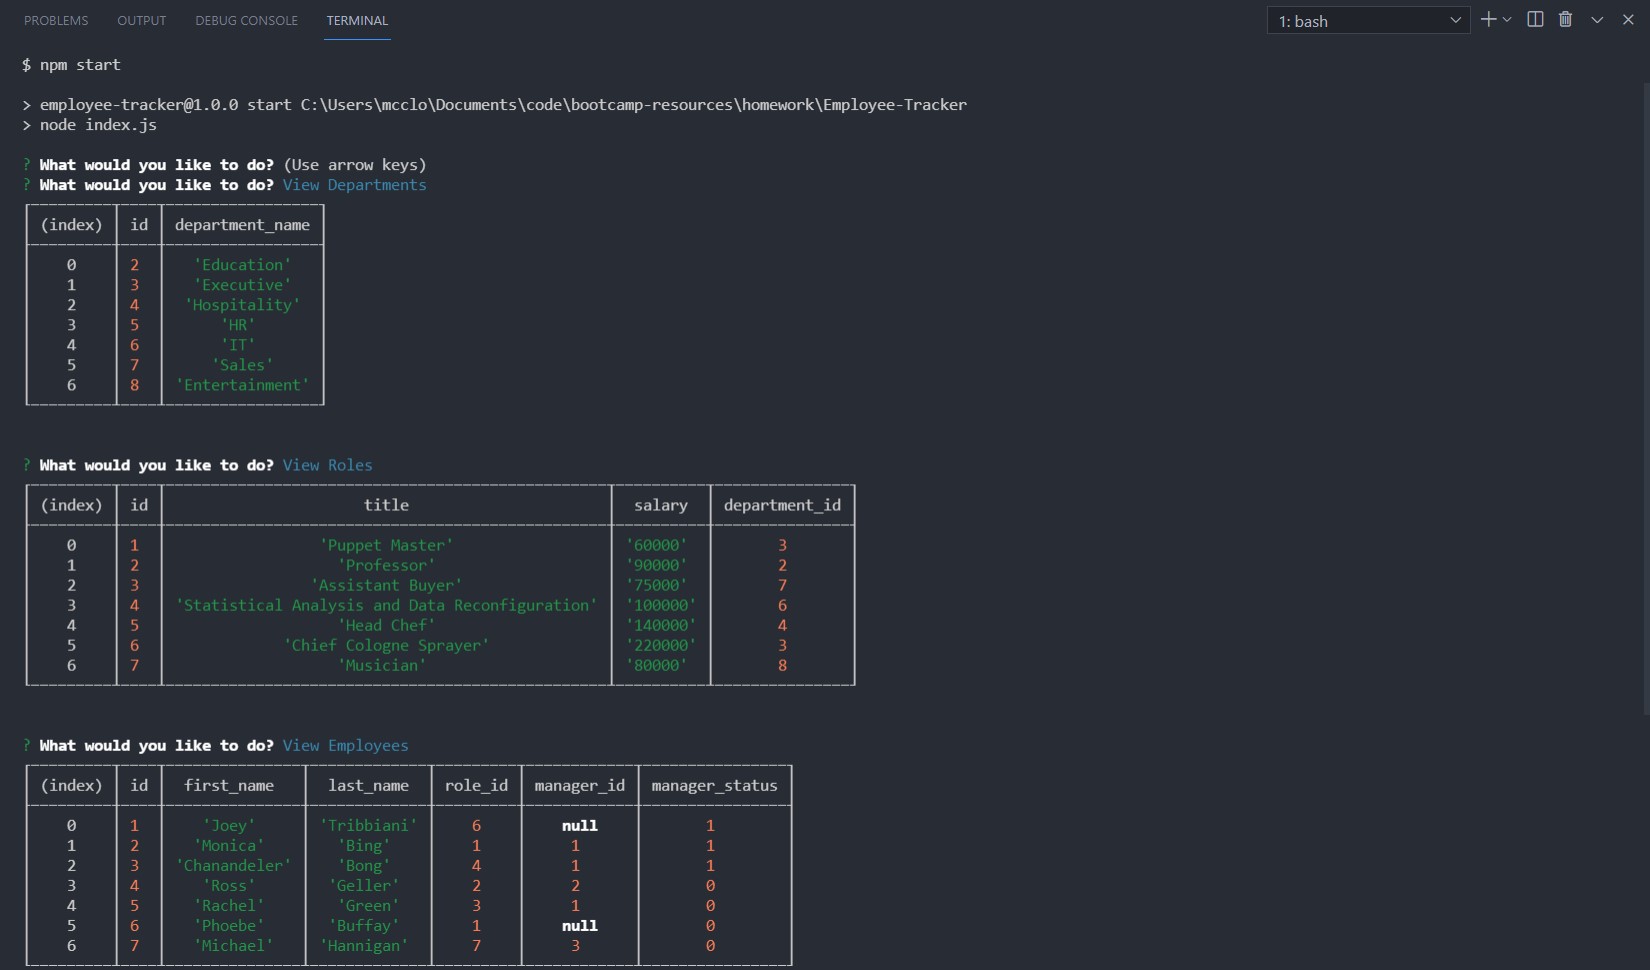 PROBLEMS OUTPUT DEBUG CONSOLE TERMINAL 1: bash
$ npm start
> employee-tracker@1.0.0 start C:\Users\mcclo\Documents\code\bootcamp-resources\homework\Employee-Tracker
> node index.js
? What would you like to do? (Use arrow keys)
? What would you like to do? View Departments
(index) id department_name
0 2 'Education'
1 3 'Executive'
2 4 'Hospitality'
3 5 'HR'
4 6 'IT'
5 7 'Sales'
6 8 'Entertainment'
? What would you like to do? View Roles
(index) id title salary department_id
0 1 'Puppet Master' '60000' 3
1 2 'Professor' '90000' 2
2 3 'Assistant Buyer' '75000' 7
3 4 'Statistical Analysis and Data Reconfiguration' '100000' 6
4 5 'Head Chef' '140000' 4
5 6 'Chief Cologne Sprayer' '220000' 3
6 7 'Musician' '80000' 8
? What would you like to do? View Employees
(index) id first_name last_name role_id manager_id manager_status
0 1 'Joey' 'Tribbiani' 6 null 1
1 2 'Monica' 'Bing' 1 1 1
2 3 'Chanandeler' 'Bong' 4 1 1
3 4 'Ross' 'Geller' 2 2 0
4 5 'Rachel' 'Green' 3 1 0
5 6 'Phoebe' 'Buffay' 1 null 0
6 7 'Michael' 'Hannigan' 7 3 0